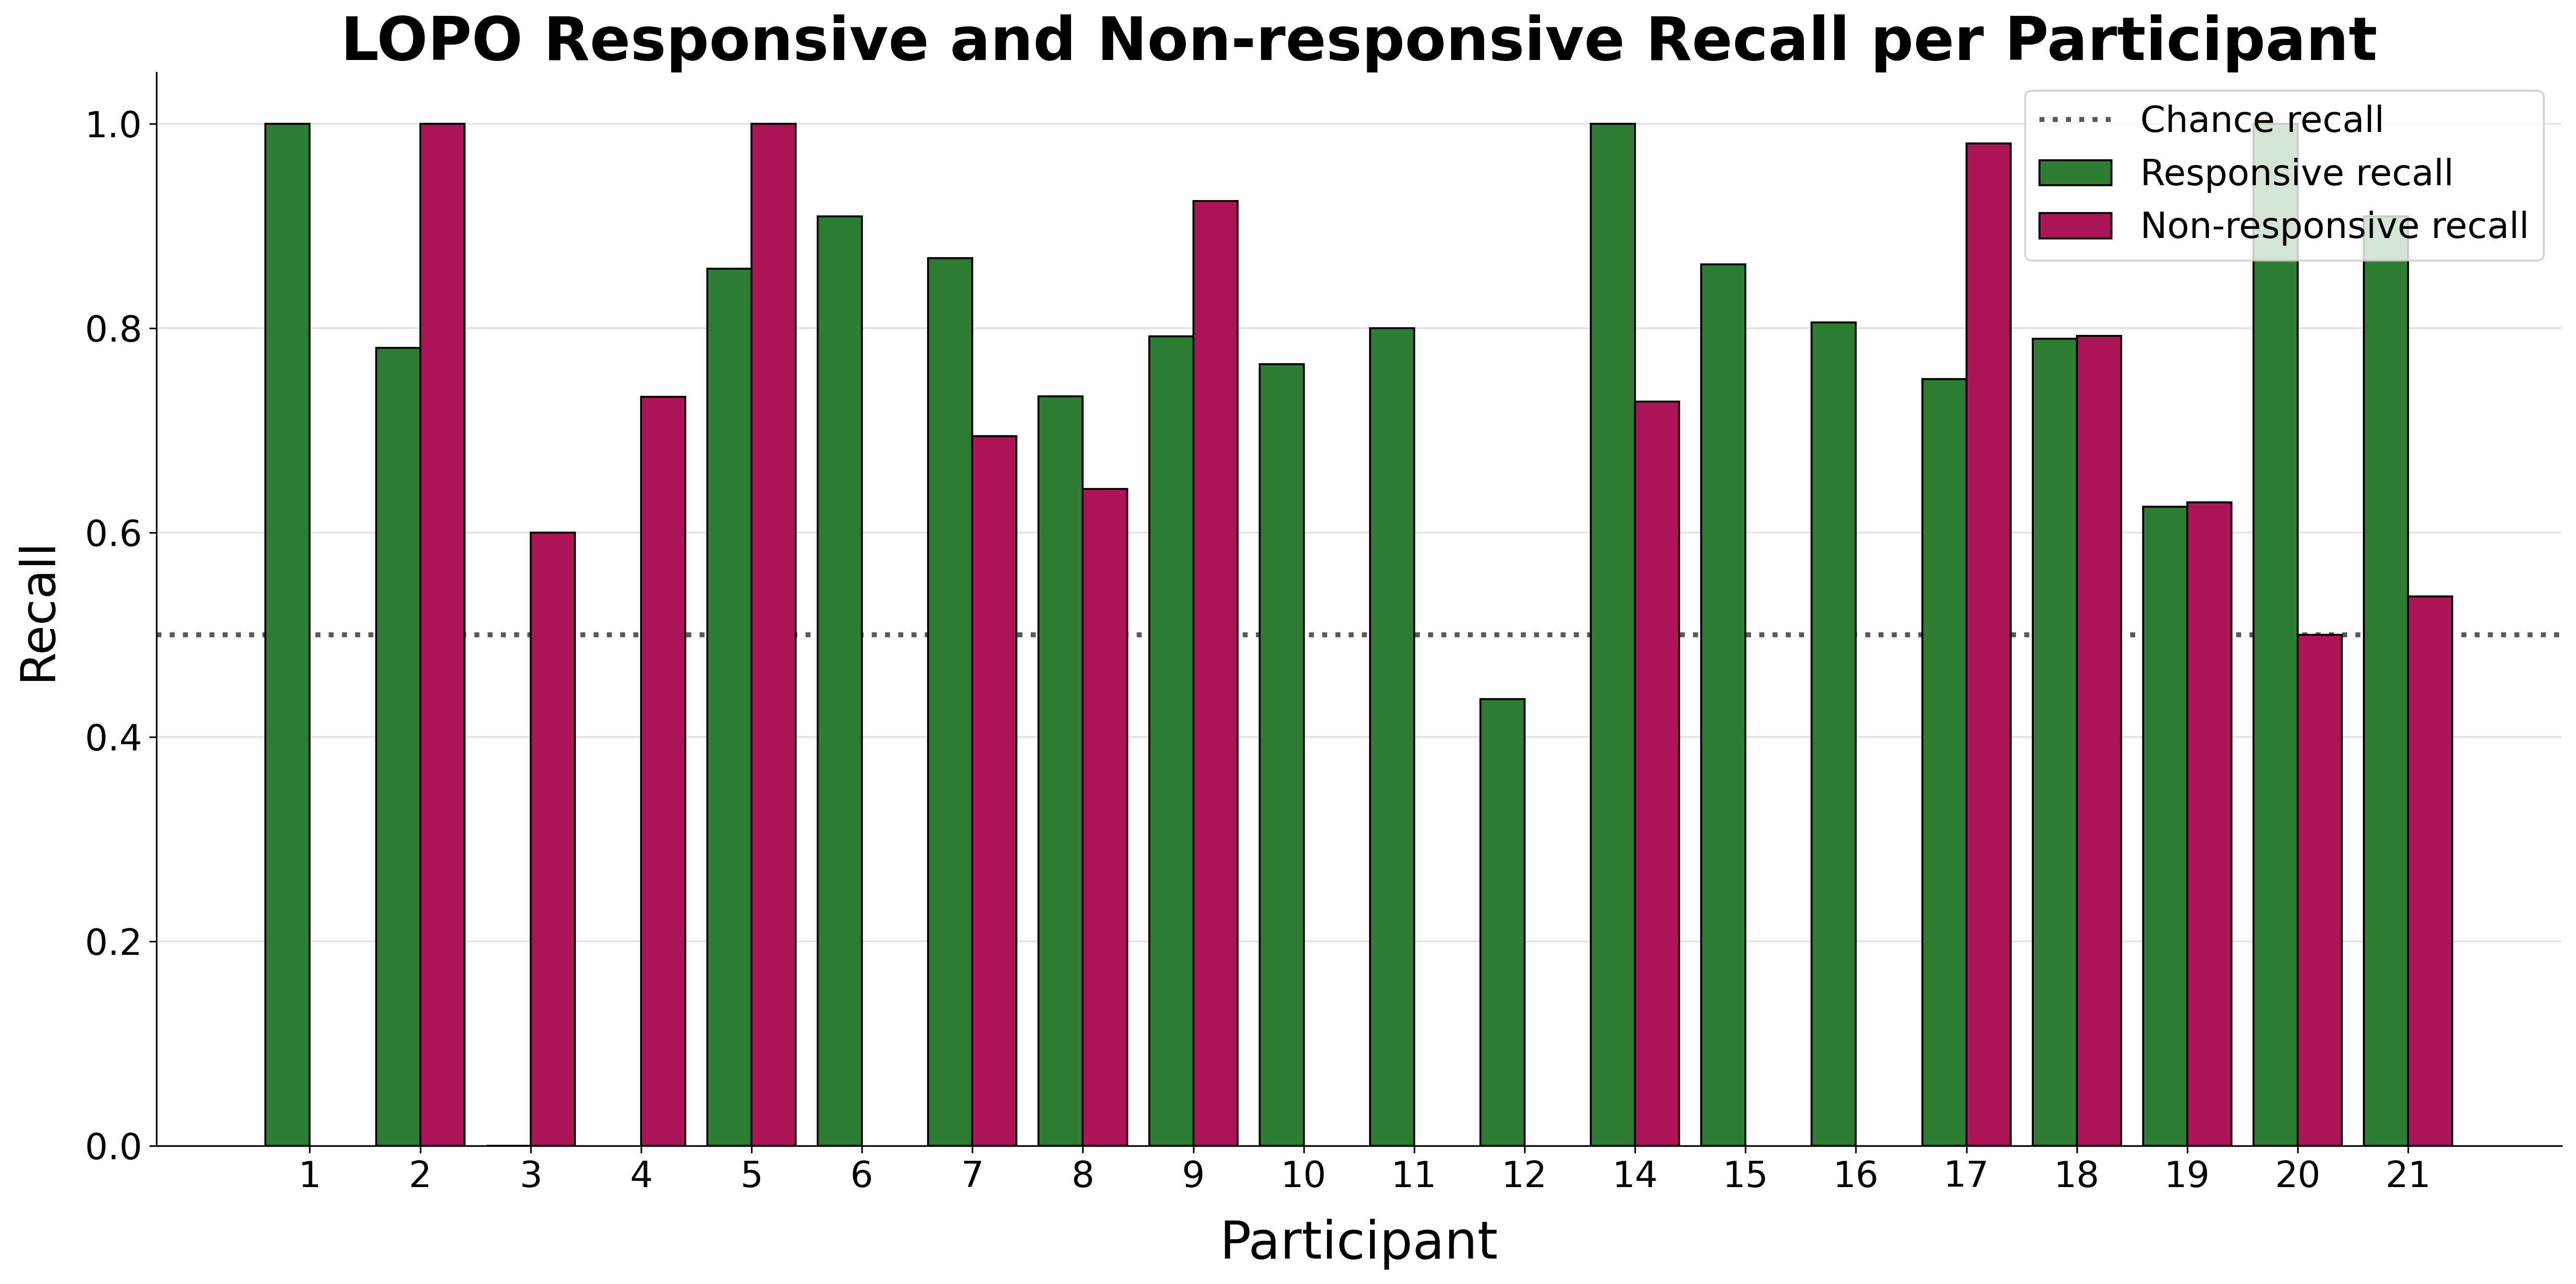 LOPO Responsive and Non-responsive Recall per Participant
Chance recall
Responsive recall
Non-responsive recall
1.0
0.8
0.6
0.4
0.2
0.0
Recall
1 2 3 4 5 6 7 8 9 10 11 12 14 15 16 17 18 19 20 21
Participant